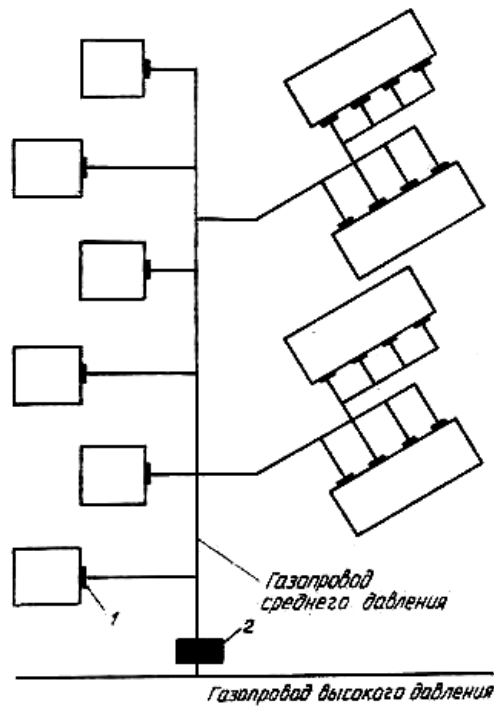 Газопровод
среднего давления
1
2
Газопровод высокого давления